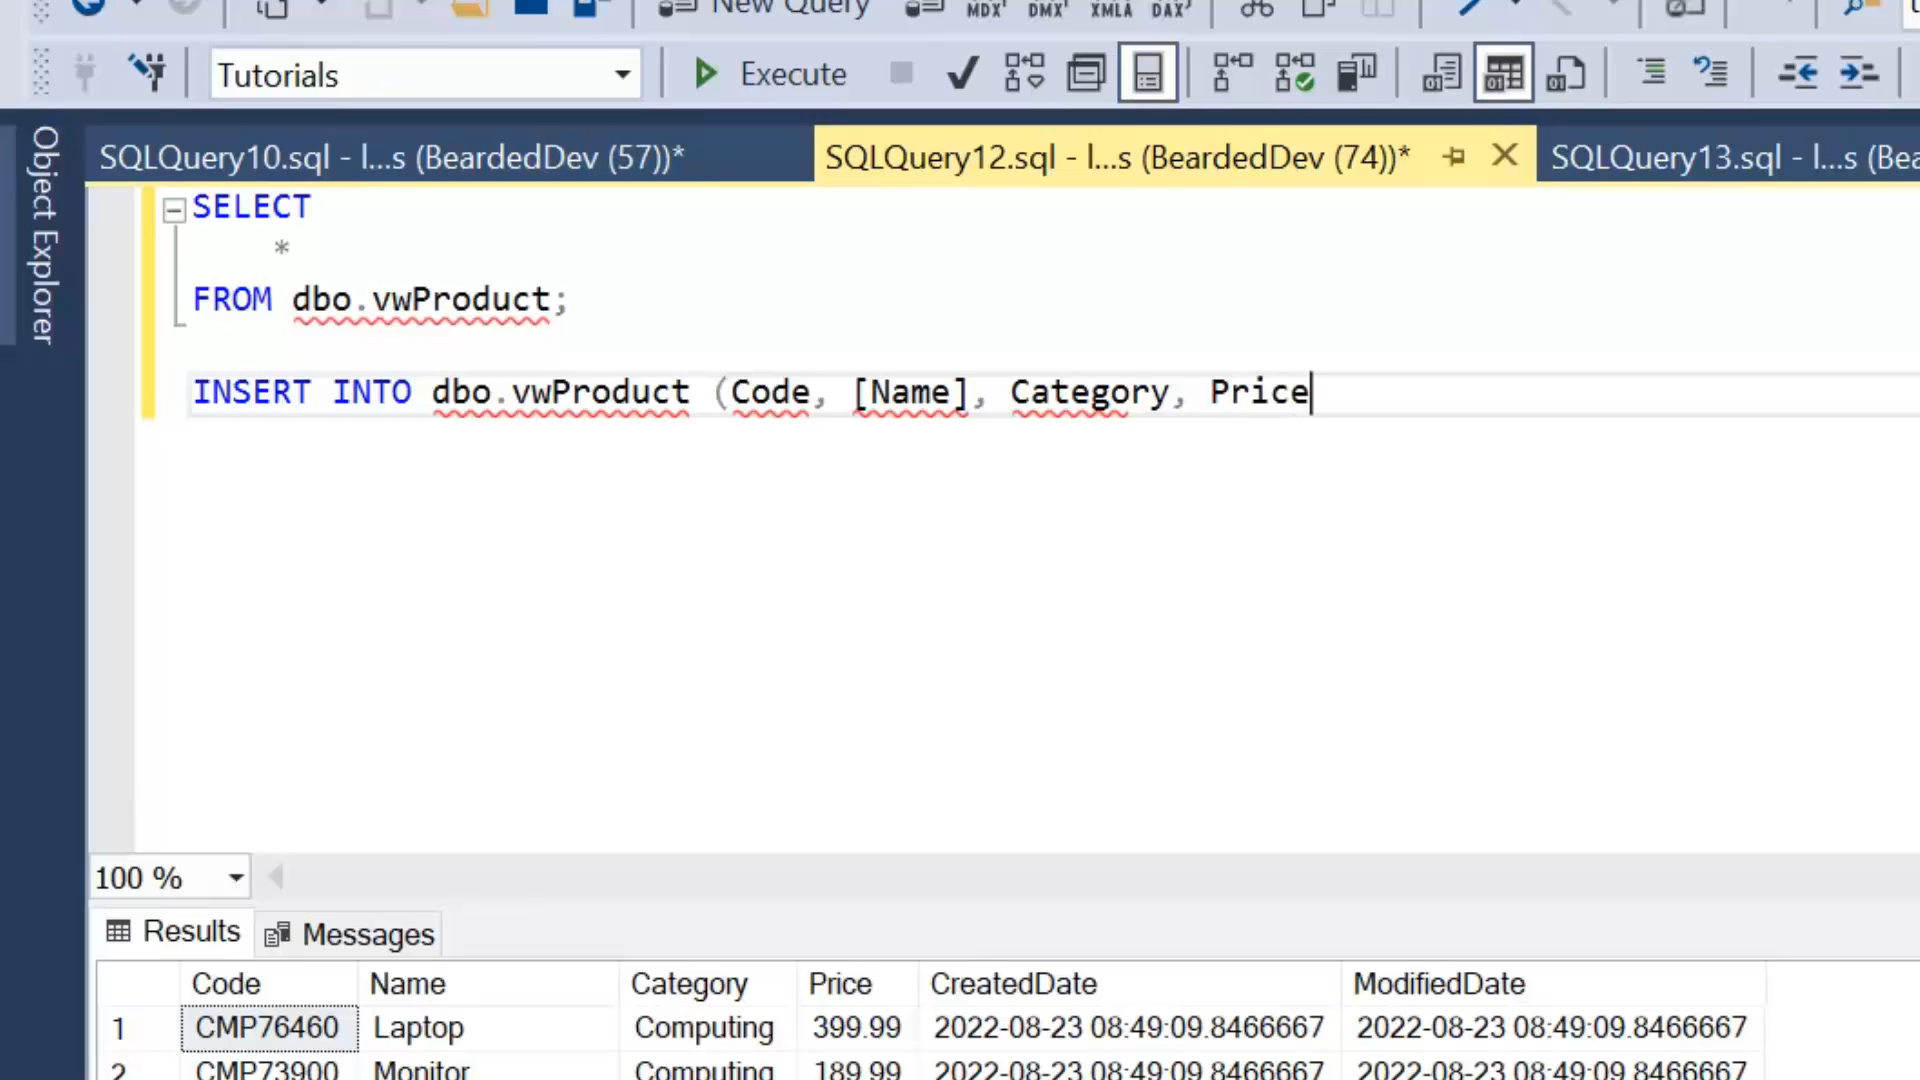 New Query MDX DMX XMLA DAX
Tutorials Execute
Object Explorer
SQLQuery10.sql - l...s (BeardedDev (57))* SQLQuery12.sql - l...s (BeardedDev (74))* SQLQuery13.sql - l...s (Bea
SELECT
*
FROM dbo.vwProduct;
INSERT INTO dbo.vwProduct (Code, [Name], Category, Price
100 %
Results Messages
Code Name Category Price CreatedDate ModifiedDate
1 CMP76460 Laptop Computing 399.99 2022-08-23 08:49:09.8466667 2022-08-23 08:49:09.8466667
2 CMP73900 Monitor Computing 189.99 2022-08-23 08:49:09.8466667 2022-08-23 08:49:09.8466667